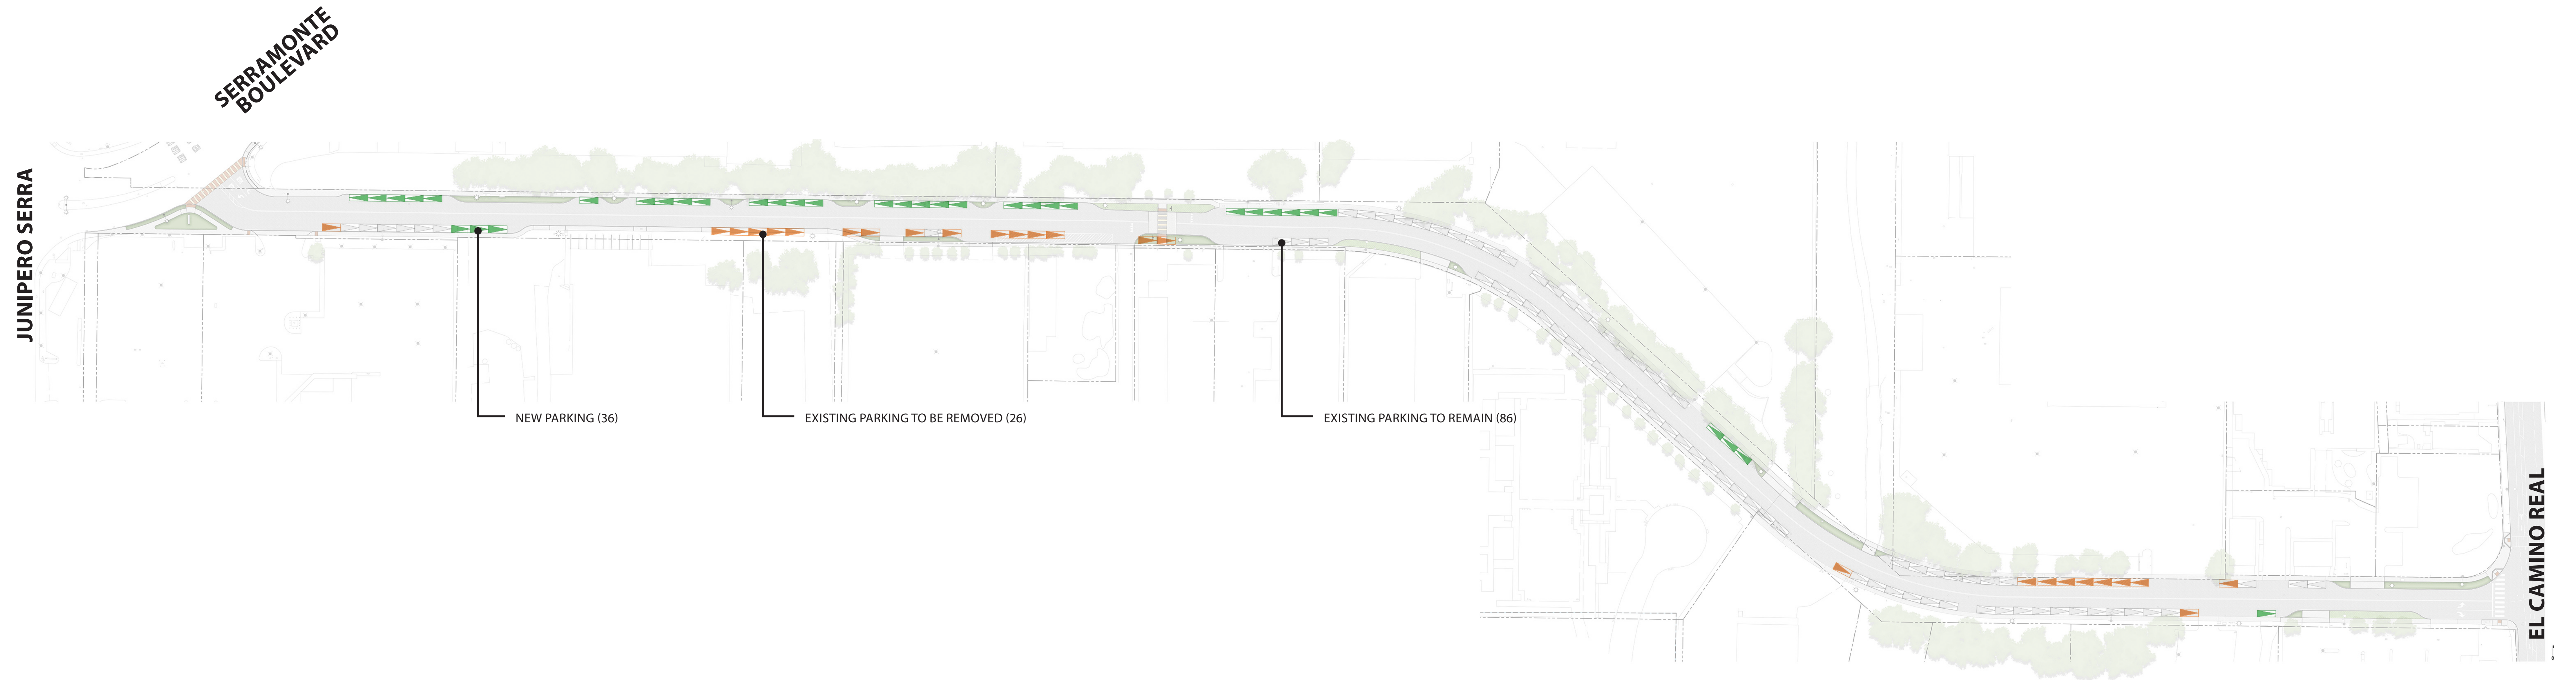 SERRAMONTE
BOULEVARD
JUNIPERO SERRA
NEW PARKING (36)
EXISTING PARKING TO BE REMOVED (26)
EXISTING PARKING TO REMAIN (86)
EL CAMINO REAL